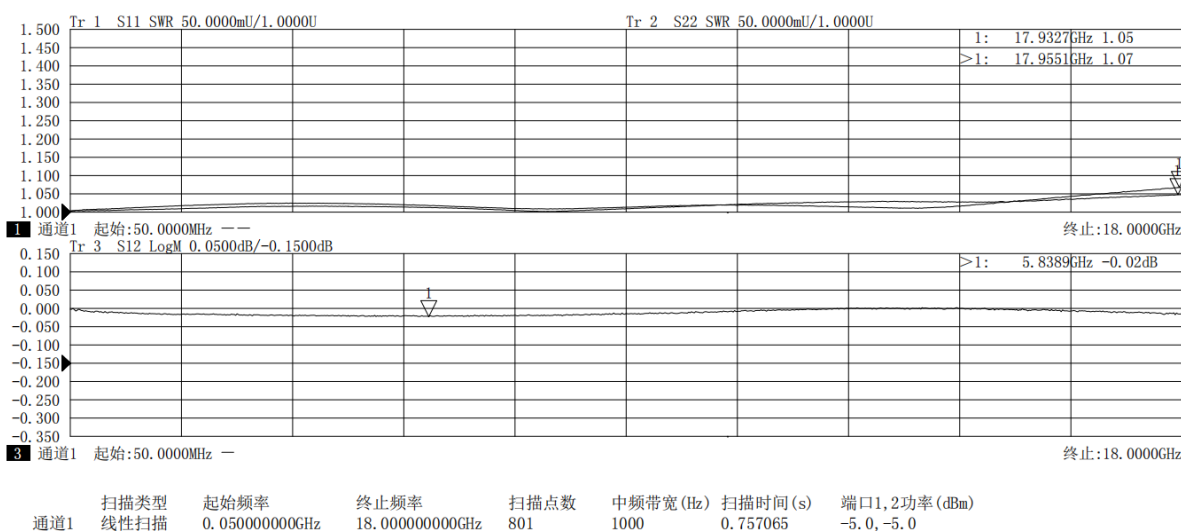 Tr 1 S11 SWR 50.0000mU/1.0000U Tr 2 S22 SWR 50.0000mU/1.0000U
1.500
1: 17.9327GHz 1.05
1.450
>1: 17.9551GHz 1.07
1.400
1.350
1.300
1.250
1.200
1.150
1
1.100
1
1.050
1.000
1 通道1 起始:50.0000MHz —— 终止:18.0000GHz
Tr 3 S12 LogM 0.0500dB/-0.1500dB
0.150
>1: 5.8389GHz -0.02dB
0.100
0.050
1
0.000
-0.050
-0.100
-0.150
-0.200
-0.250
-0.300
-0.350
3 通道1 起始:50.0000MHz — 终止:18.0000GHz
扫描类型 起始频率 终止频率 扫描点数 中频带宽(Hz) 扫描时间(s) 端口1,2功率(dBm)
通道1 线性扫描 0.050000000GHz 18.000000000GHz 801 1000 0.757065 -5.0,-5.0